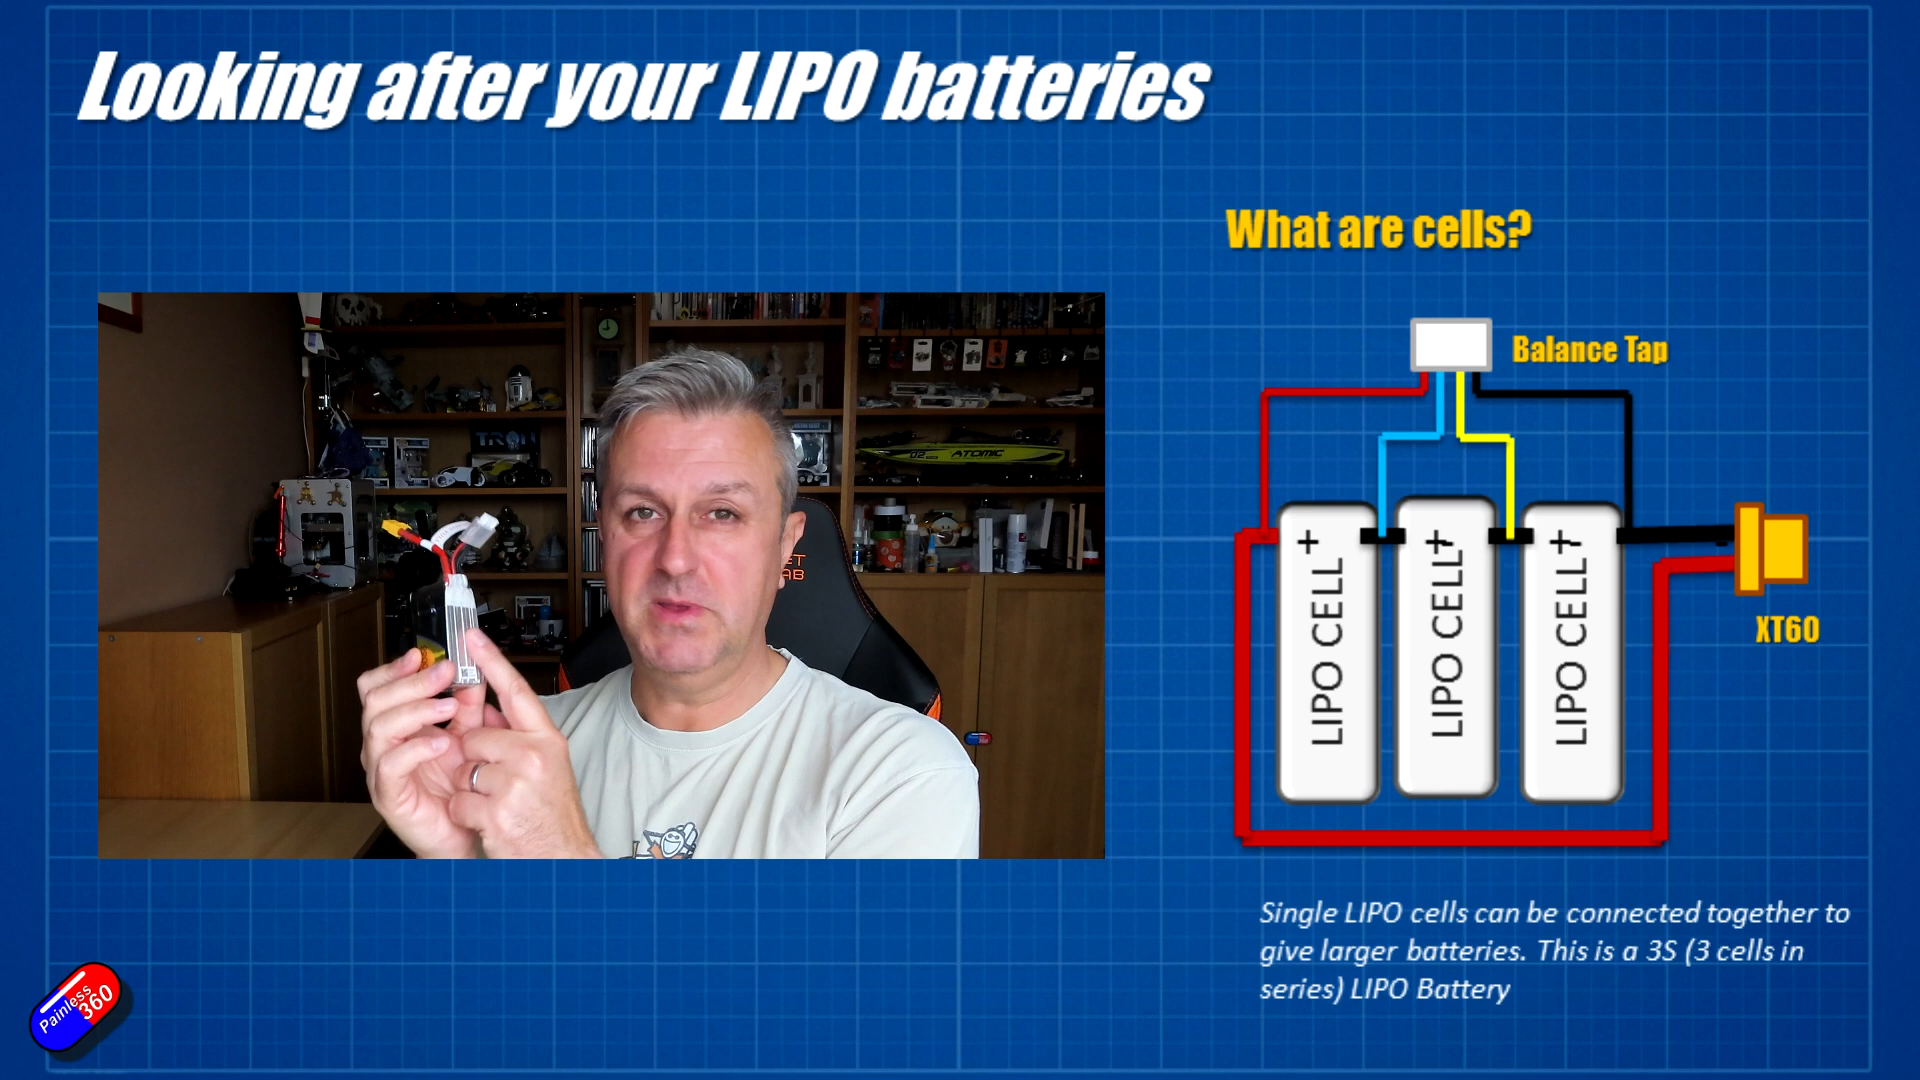 Looking after your LIPO batteries
What are cells?
Balance Tap
TRON
02
ATOMIC
LIPO CELL +
LIPO CELL+
LIPO CELL+
XT60
Single LIPO cells can be connected together to
give larger batteries. This is a 3S (3 cells in
series) LIPO Battery
Painless
360